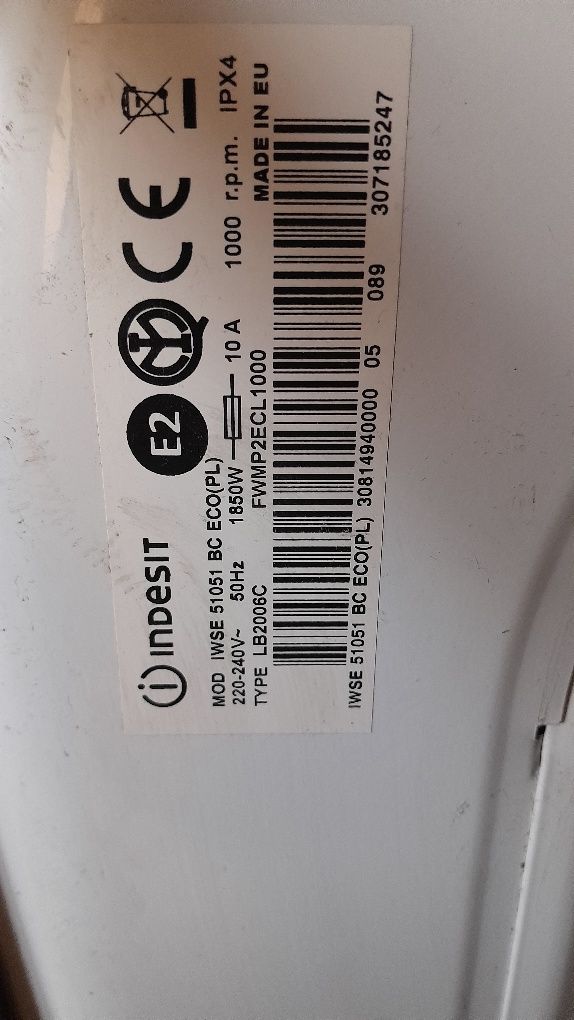 INDESIT E2 CE
MOD IWSE 51051 BC ECO(PL)
220-240V~ 50Hz 1850W 10 A 1000 r.p.m. IPX4
TYPE LB2006C FWMP2ECL1000 MADE IN EU
IWSE 51051 BC ECO(PL) 30814940000 05 089 307185247